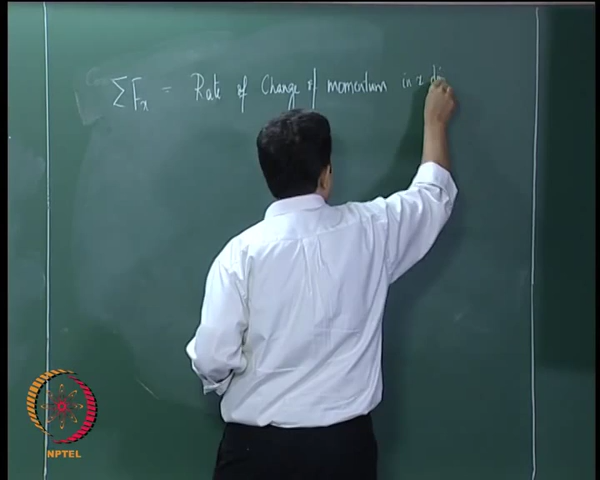 ∑ Fx = Rate of Change of momentum in x di
NPTEL